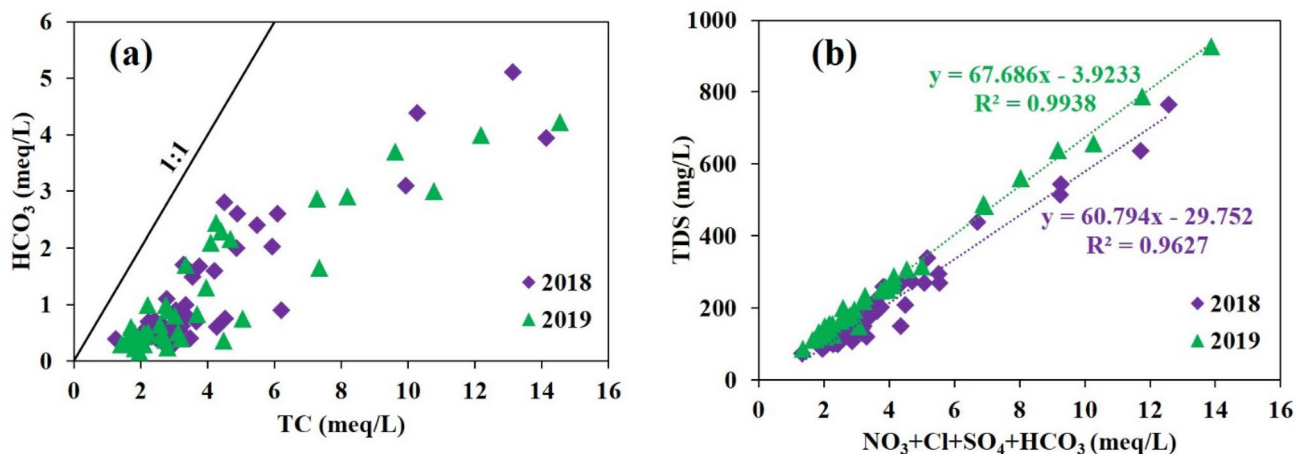 (a)
1:1
6
5
4
3
2
1
0
HCO₃ (meq/L)
0 2 4 6 8 10 12 14 16
TC (meq/L)
2018
2019
(b)
y = 67.686x - 3.9233
R² = 0.9938
y = 60.794x - 29.752
R² = 0.9627
1000
800
600
400
200
0
TDS (mg/L)
0 2 4 6 8 10 12 14 16
NO₃+Cl+SO₄+HCO₃ (meq/L)
2018
2019